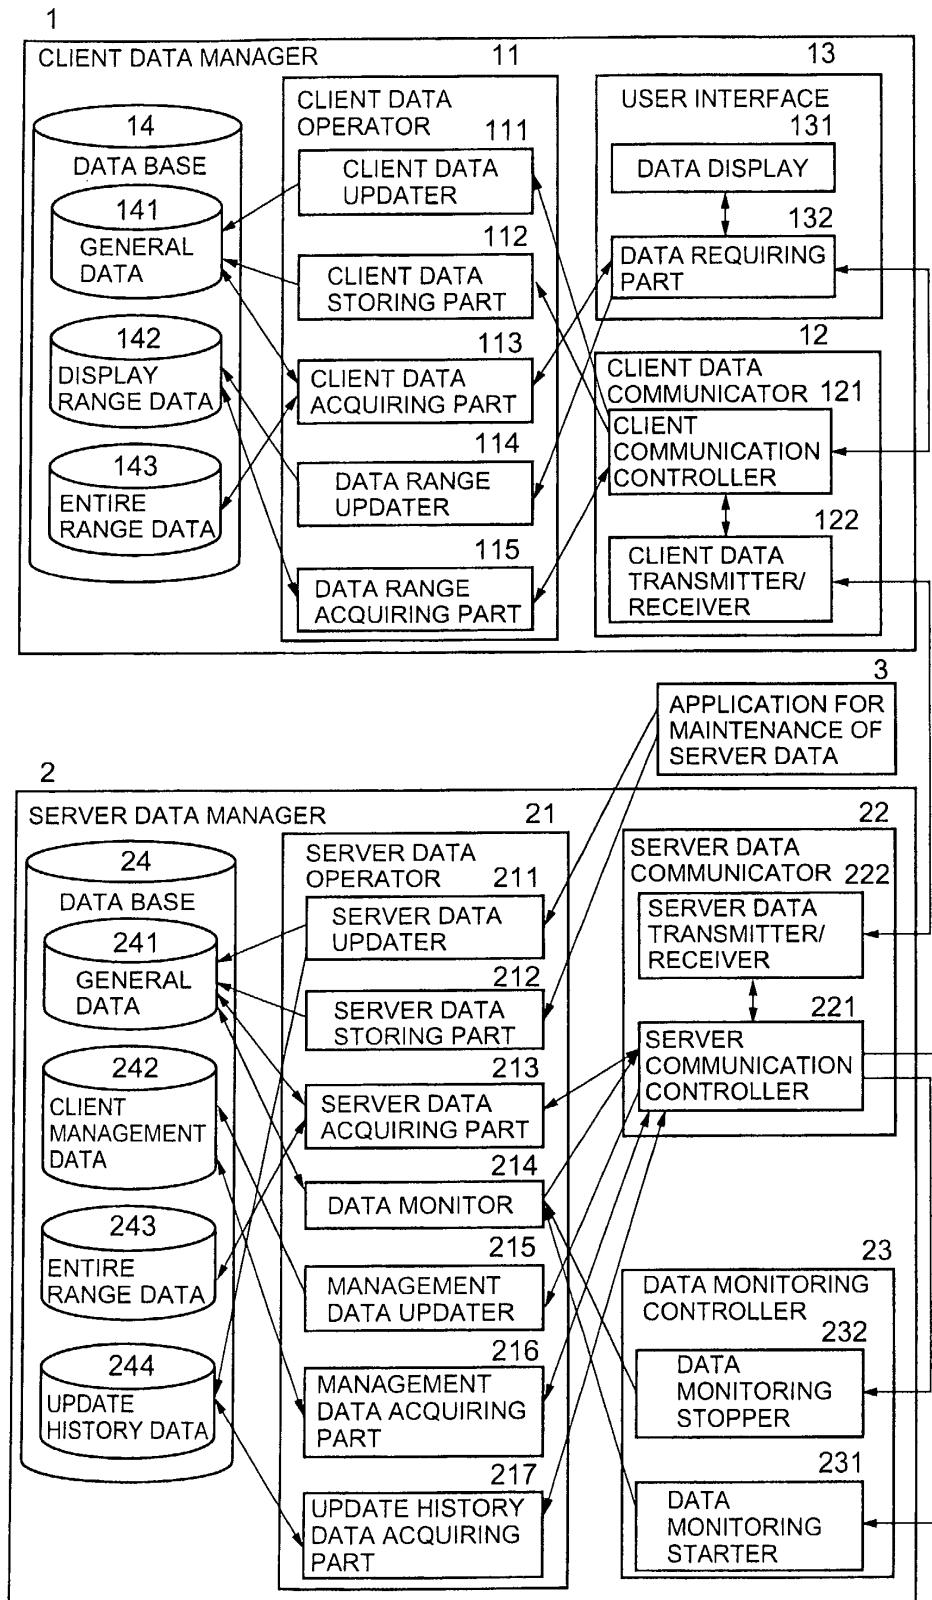 1
CLIENT DATA MANAGER
14
DATA BASE
141
GENERAL
DATA
142
DISPLAY
RANGE DATA
143
ENTIRE
RANGE DATA
11
CLIENT DATA
OPERATOR
111
CLIENT DATA
UPDATER
112
CLIENT DATA
STORING PART
113
CLIENT DATA
ACQUIRING PART
114
DATA RANGE
UPDATER
115
DATA RANGE
ACQUIRING PART
13
USER INTERFACE
131
DATA DISPLAY
132
DATA REQUIRING
PART
12
CLIENT DATA
COMMUNICATOR
121
CLIENT
COMMUNICATION
CONTROLLER
122
CLIENT DATA
TRANSMITTER/
RECEIVER
3
APPLICATION FOR
MAINTENANCE OF
SERVER DATA
2
SERVER DATA MANAGER
24
DATA BASE
241
GENERAL
DATA
242
CLIENT
MANAGEMENT
DATA
243
ENTIRE
RANGE DATA
244
UPDATE
HISTORY DATA
21
SERVER DATA
OPERATOR
211
SERVER DATA
UPDATER
212
SERVER DATA
STORING PART
213
SERVER DATA
ACQUIRING PART
214
DATA MONITOR
215
MANAGEMENT
DATA UPDATER
216
MANAGEMENT
DATA ACQUIRING
PART
217
UPDATE HISTORY
DATA ACQUIRING
PART
22
SERVER DATA
COMMUNICATOR
222
SERVER DATA
TRANSMITTER/
RECEIVER
221
SERVER
COMMUNICATION
CONTROLLER
23
DATA MONITORING
CONTROLLER
232
DATA
MONITORING
STOPPER
231
DATA
MONITORING
STARTER